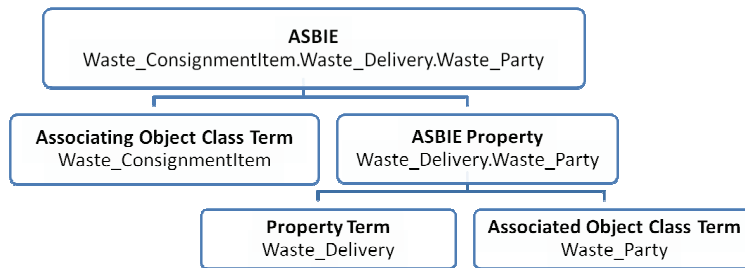 ASBIE
Waste_ConsignmentItem.Waste_Delivery.Waste_Party
Associating Object Class Term
Waste_ConsignmentItem
ASBIE Property
Waste_Delivery.Waste_Party
Property Term
Waste_Delivery
Associated Object Class Term
Waste_Party